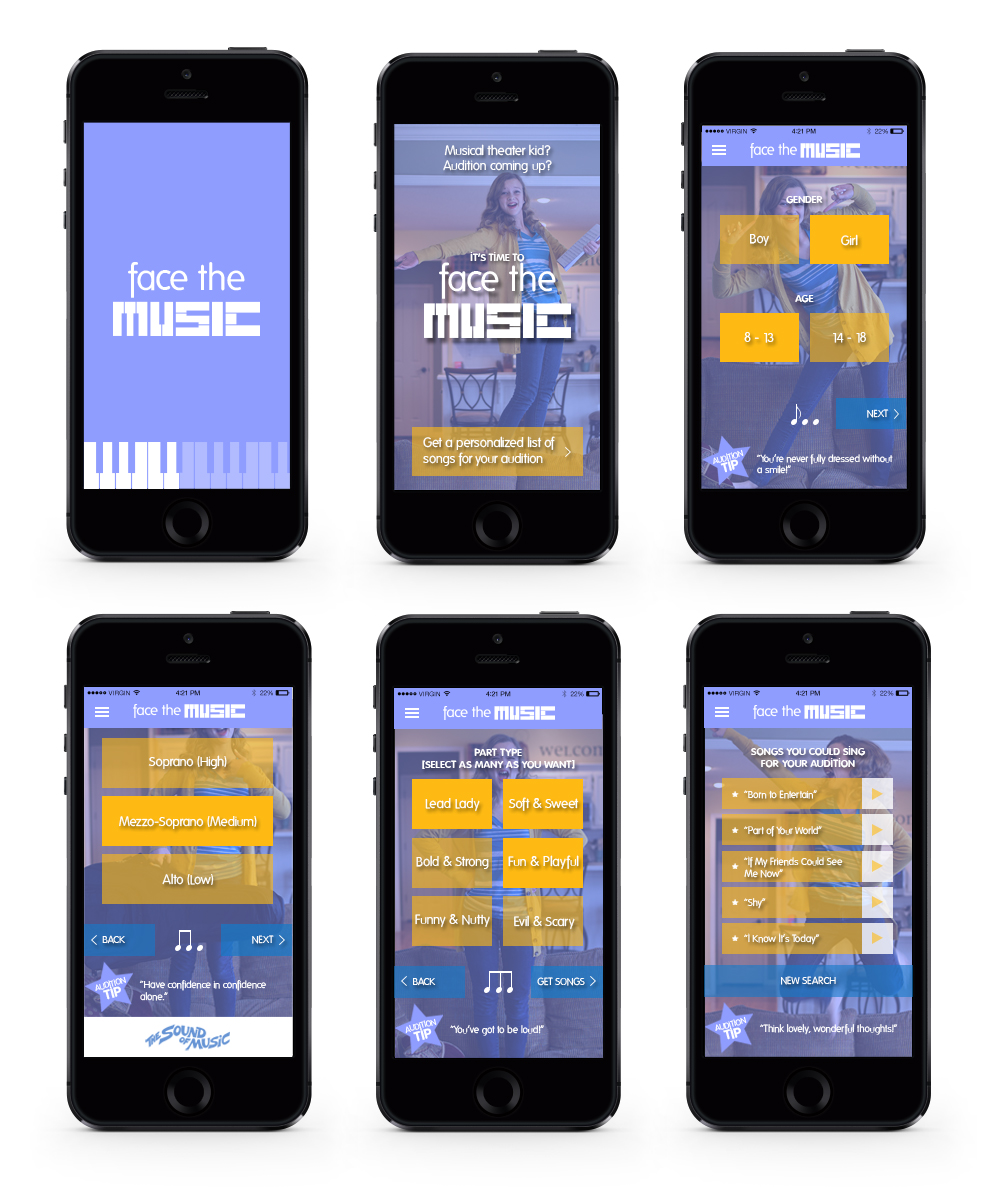 face the
MUSIC
Musical theater kid?
Audition coming up?
IT'S TIME TO
face the
MUSIC
Get a personalized list of
songs for your audition
VIRGIN 4:21 PM 22%
face the MUSIC
GENDER
Boy Girl
AGE
8 - 13 14 - 18
NEXT
AUDITION
TIP
"You're never fully dressed without
a smile!"
VIRGIN 4:21 PM 22%
face the MUSIC
Soprano (High)
Mezzo-Soprano (Medium)
Alto (Low)
BACK NEXT
AUDITION
TIP
"Have confidence in confidence
alone."
THE SOUND
OF MUSIC
VIRGIN 4:21 PM 22%
face the MUSIC
welcom
PART TYPE
[SELECT AS MANY AS YOU WANT]
Lead Lady Soft & Sweet
Bold & Strong Fun & Playful
Funny & Nutty Evil & Scary
BACK GET SONGS
AUDITION
TIP
"You've got to be loud!"
VIRGIN 4:21 PM 22%
face the MUSIC
SONGS YOU COULD SING
FOR YOUR AUDITION
"Born to Entertain"
"Part of Your World"
"If My Friends Could See
Me Now"
"Shy"
"I Know It's Today"
NEW SEARCH
AUDITION
TIP
"Think lovely, wonderful thoughts!"